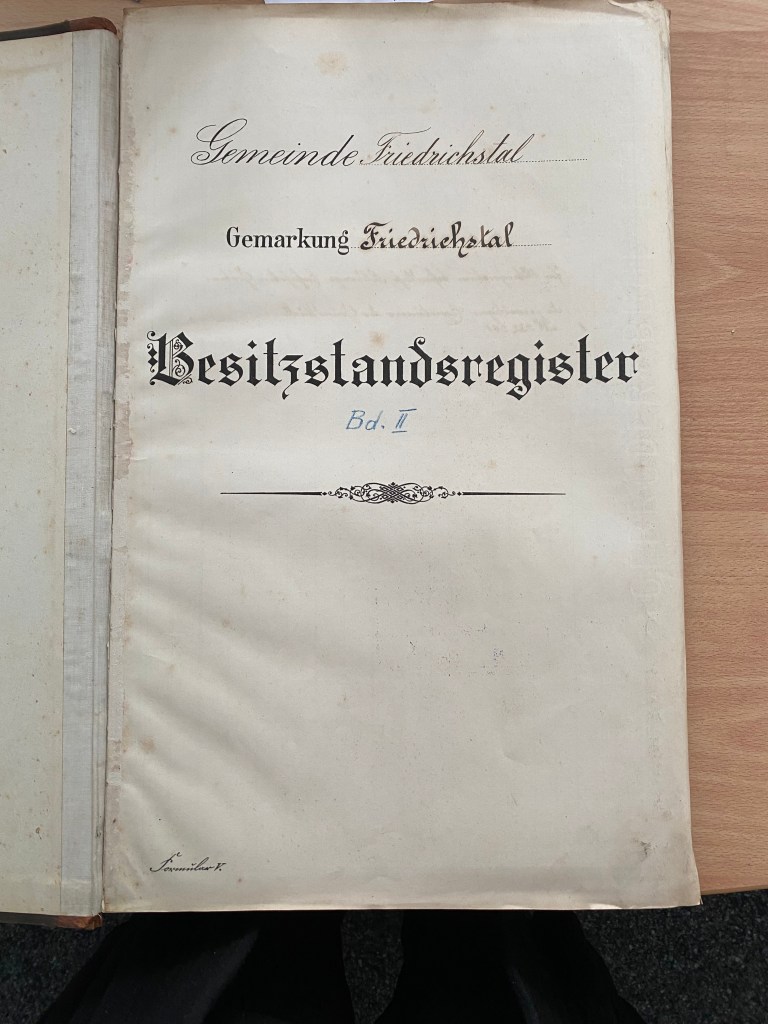 Gemeinde Friedrichstal
Gemarkung Friedrichstal
Besitzstandsregister
Bd. II
Formular V.